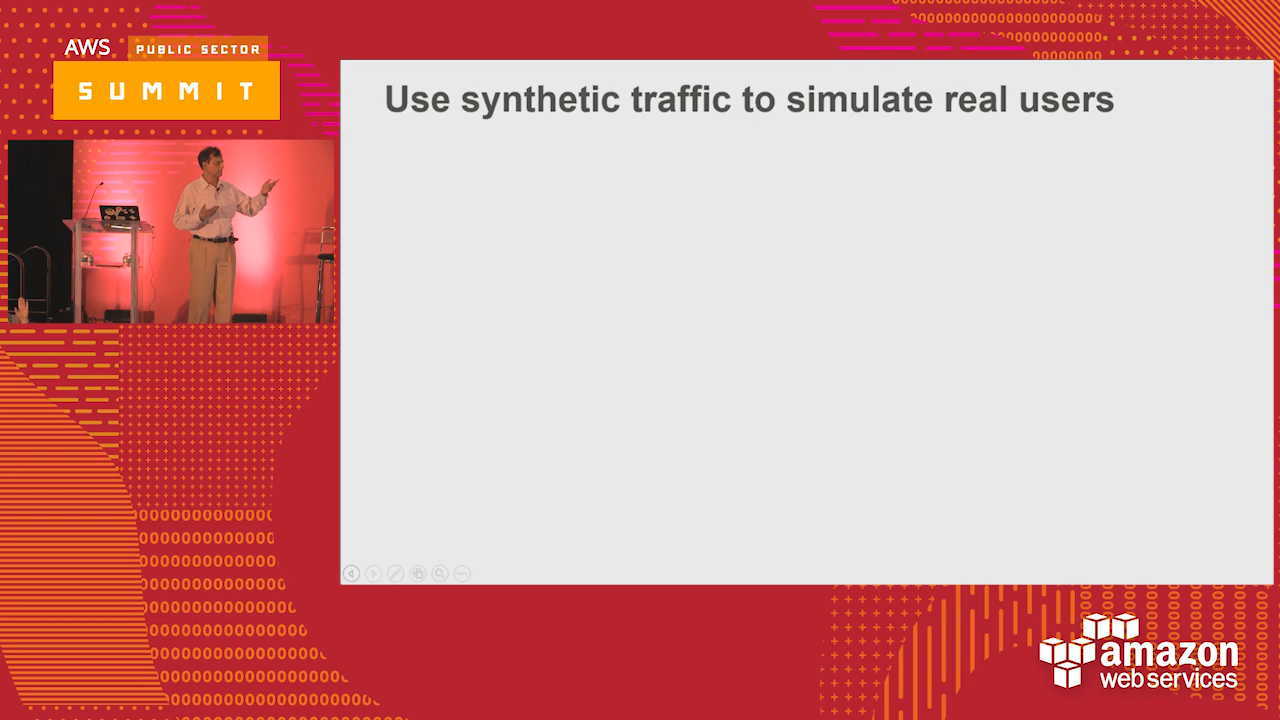 AWS PUBLIC SECTOR
SUMMIT
Use synthetic traffic to simulate real users
amazon
web services